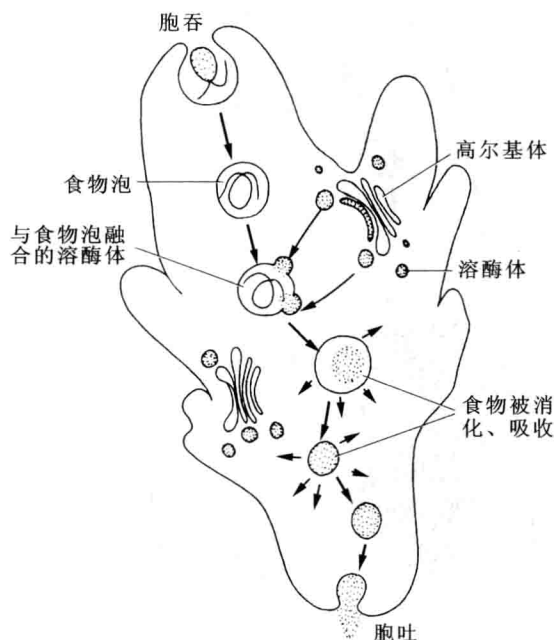 胞吞
高尔基体
食物泡
与食物泡融
合的溶酶体
溶酶体
食物被消
化、吸收
胞吐